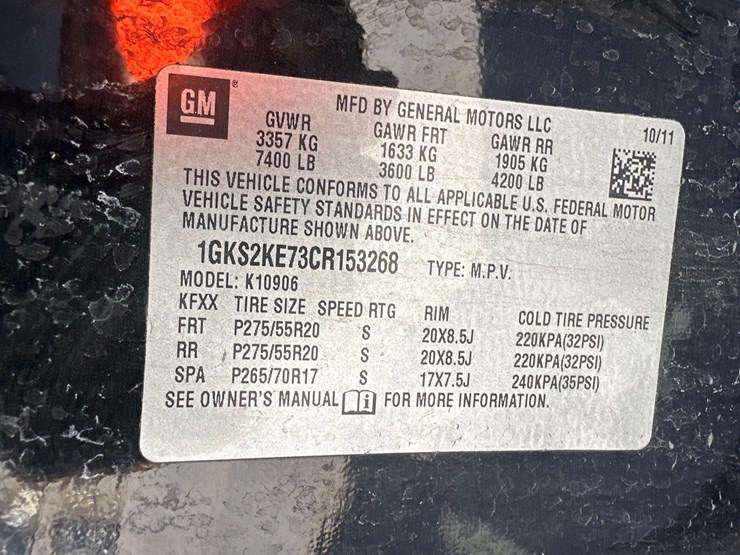 GM ®
MFD BY GENERAL MOTORS LLC 10/11
GVWR GAWR FRT GAWR RR
3357 KG 1633 KG 1905 KG
7400 LB 3600 LB 4200 LB
THIS VEHICLE CONFORMS TO ALL APPLICABLE U.S. FEDERAL MOTOR
VEHICLE SAFETY STANDARDS IN EFFECT ON THE DATE OF
MANUFACTURE SHOWN ABOVE.
1GKS2KE73CR153268 TYPE: M.P.V.
MODEL: K10906
KFXX TIRE SIZE SPEED RTG RIM COLD TIRE PRESSURE
FRT P275/55R20 S 20X8.5J 220KPA(32PSI)
RR P275/55R20 S 20X8.5J 220KPA(32PSI)
SPA P265/70R17 S 17X7.5J 240KPA(35PSI)
SEE OWNER'S MANUAL i FOR MORE INFORMATION.